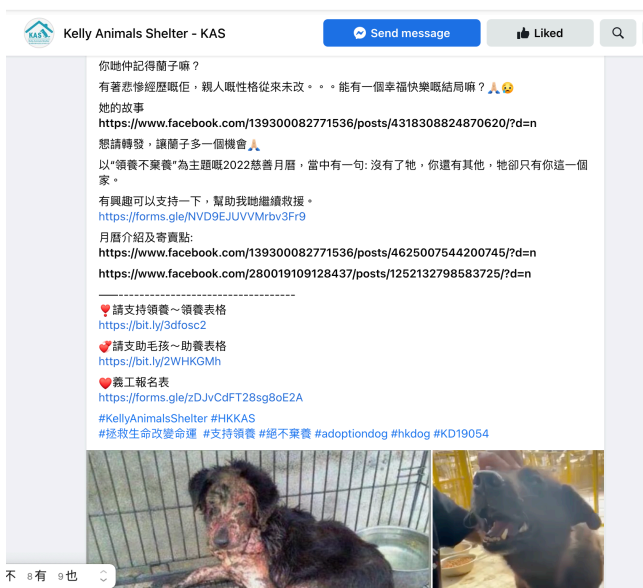 KAS
Kelly Animals Shelter - KAS
Send message
Liked
你哋仲記得蘭子嘛？
有著悲慘經歷嘅佢，親人嘅性格從來未改。。。能有一個幸福快樂嘅結局嘛？🙏🏻😢
她的故事
https://www.facebook.com/139300082771536/posts/4318308824870620/?d=n
懇請轉發，讓蘭子多一個機會🙏🏻
以“領養不棄養”為主題嘅2022慈善月曆，當中有一句: 沒有了牠，你還有其他，牠卻只有你這一個
家。
有興趣可以支持一下，幫助我哋繼續救援。
https://forms.gle/NVD9EJUVVMrbv3Fr9
月曆介紹及寄賣點:
https://www.facebook.com/139300082771536/posts/4625007544200745/?d=n
https://www.facebook.com/280019109128437/posts/1252132798583725/?d=n
——----------------------------------
❣️請支持領養～領養表格
https://bit.ly/3dfosc2
💞請支助毛孩～助養表格
https://bit.ly/2WHKGMh
❤️義工報名表
https://forms.gle/zDJvCdFT28sg8oE2A
#KellyAnimalsShelter #HKKAS
#拯救生命改變命運 #支持領養 #絕不棄養 #adoptiondog #hkdog #KD19054
不 8有 9也